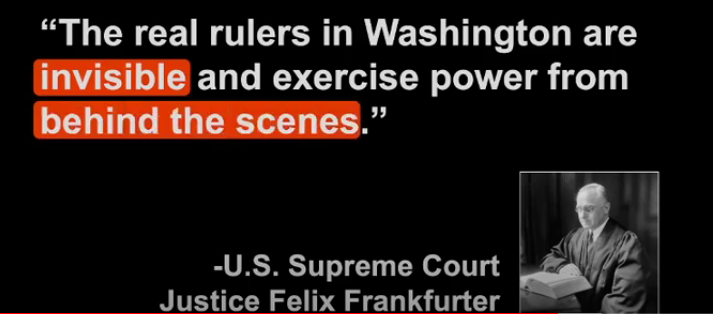 “The real rulers in Washington are
invisible and exercise power from
behind the scenes.”
-U.S. Supreme Court
Justice Felix Frankfurter